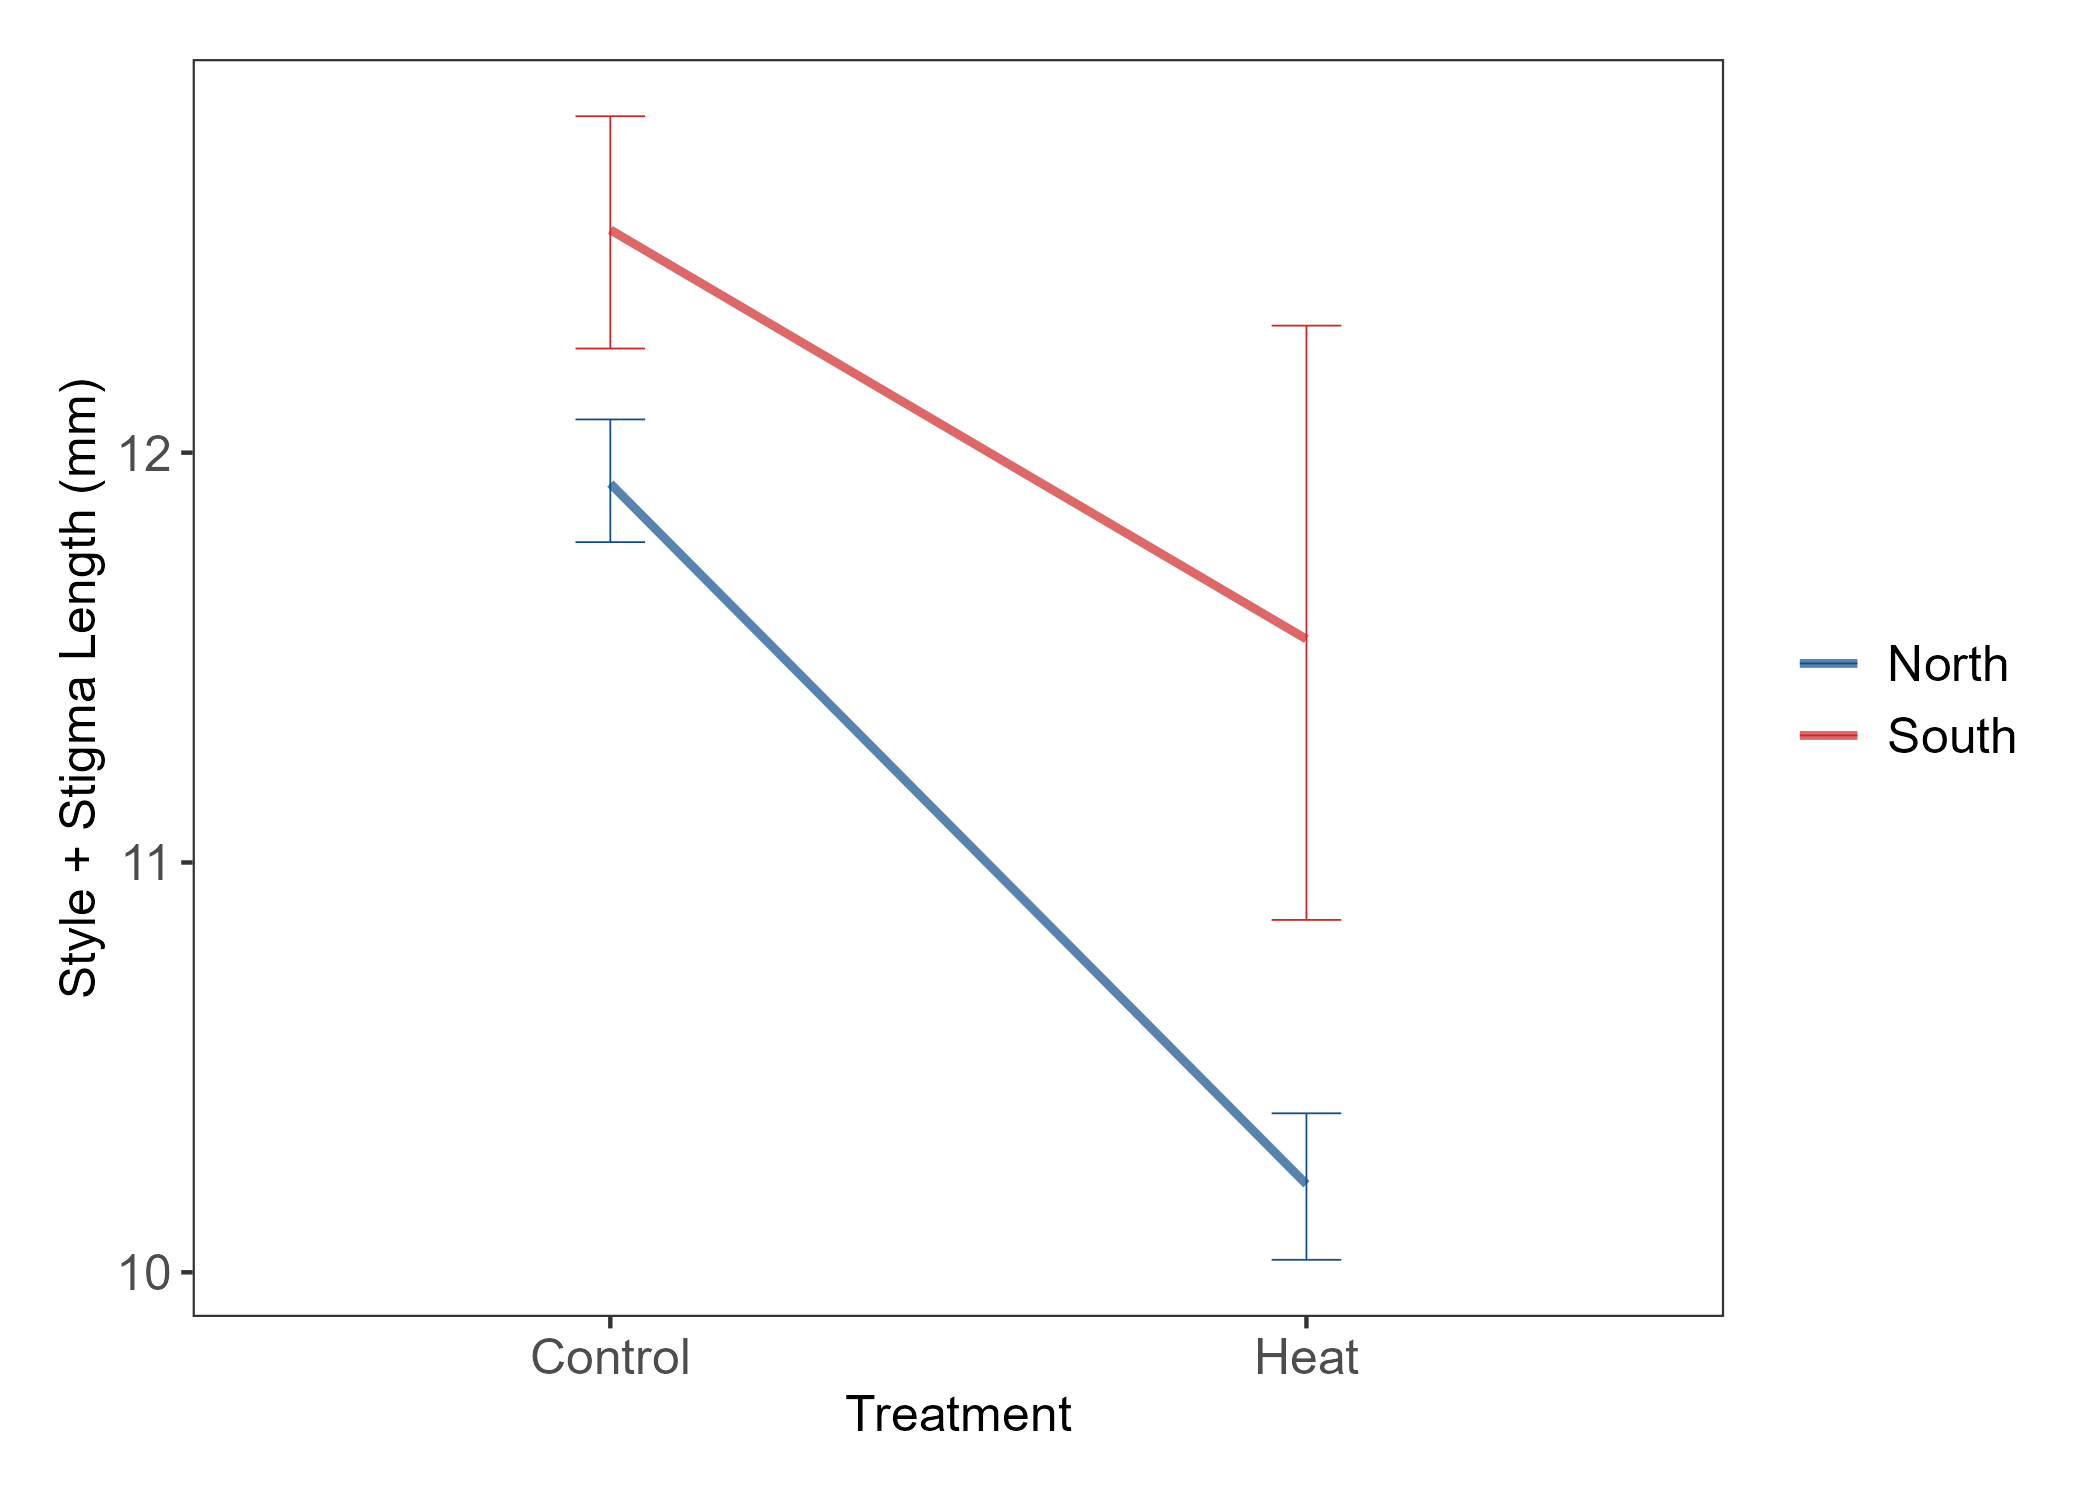 Style + Stigma Length (mm)
12
11
10
Control
Heat
Treatment
North
South